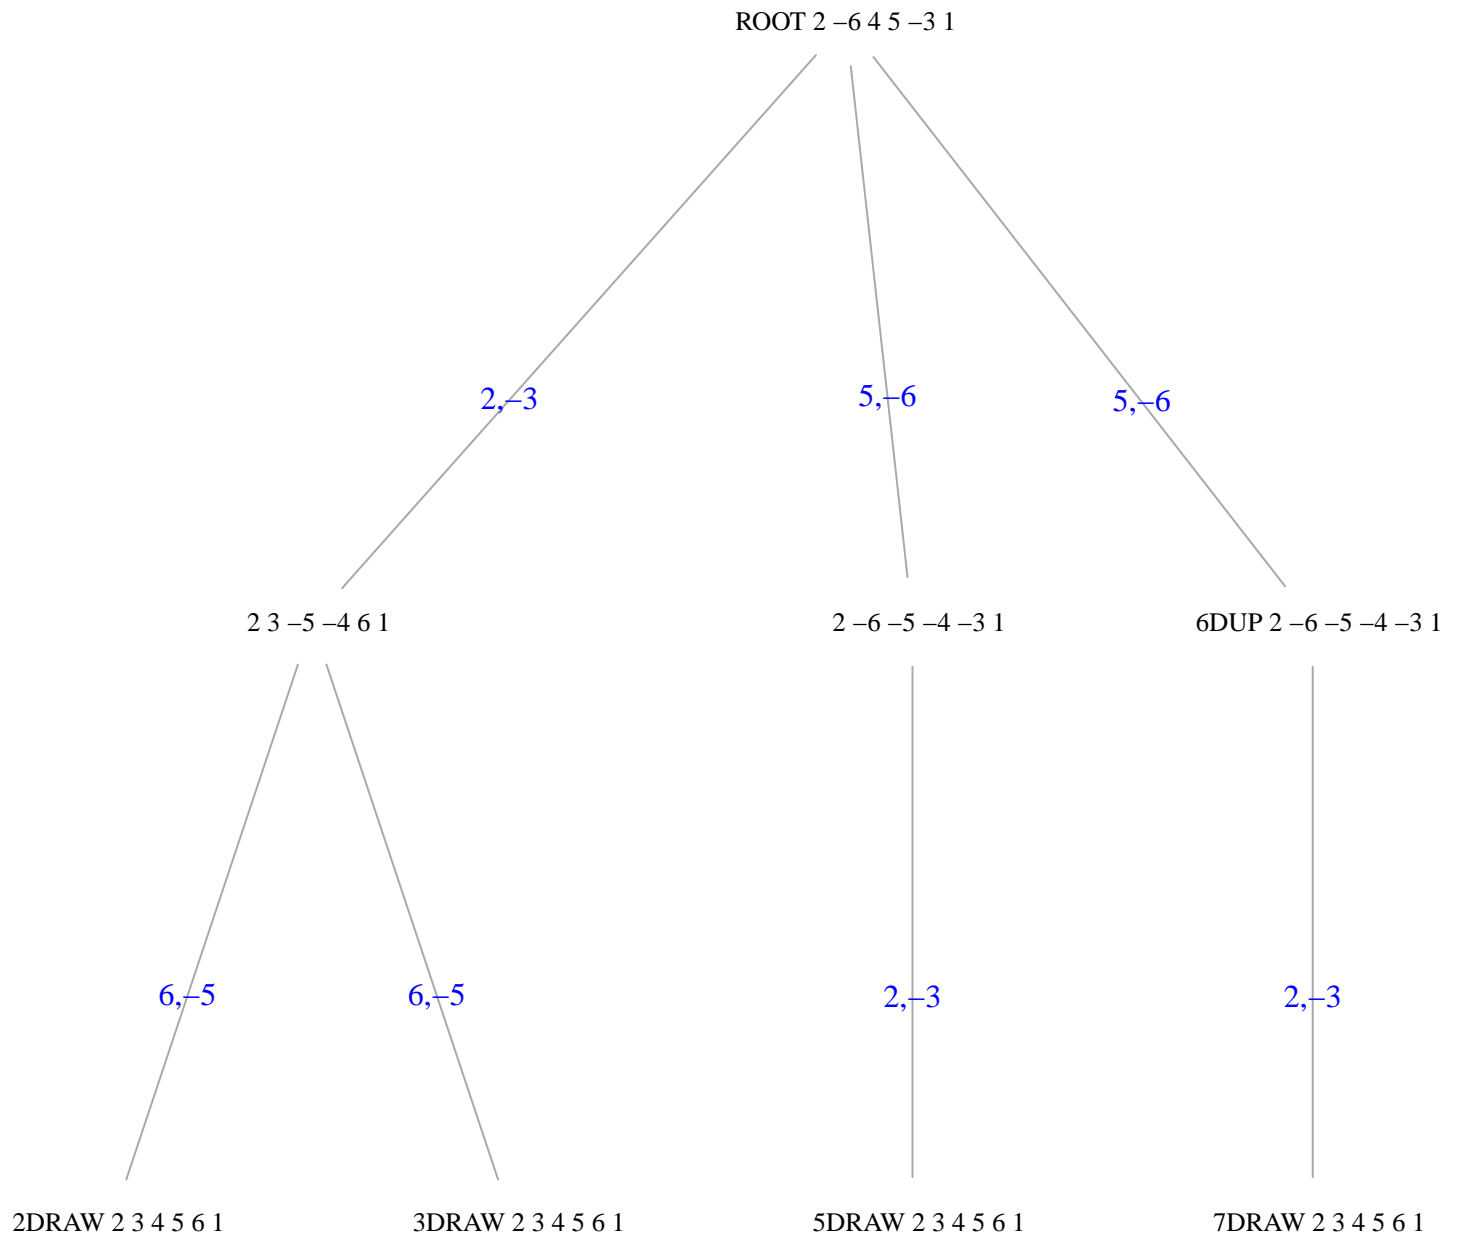 ROOT 2 –6 4 5 –3 1
2,–3
5,–6
5,–6
2 3 –5 –4 6 1
2 –6 –5 –4 –3 1
6DUP 2 –6 –5 –4 –3 1
6,–5
6,–5
2,–3
2,–3
2DRAW 2 3 4 5 6 1
3DRAW 2 3 4 5 6 1
5DRAW 2 3 4 5 6 1
7DRAW 2 3 4 5 6 1